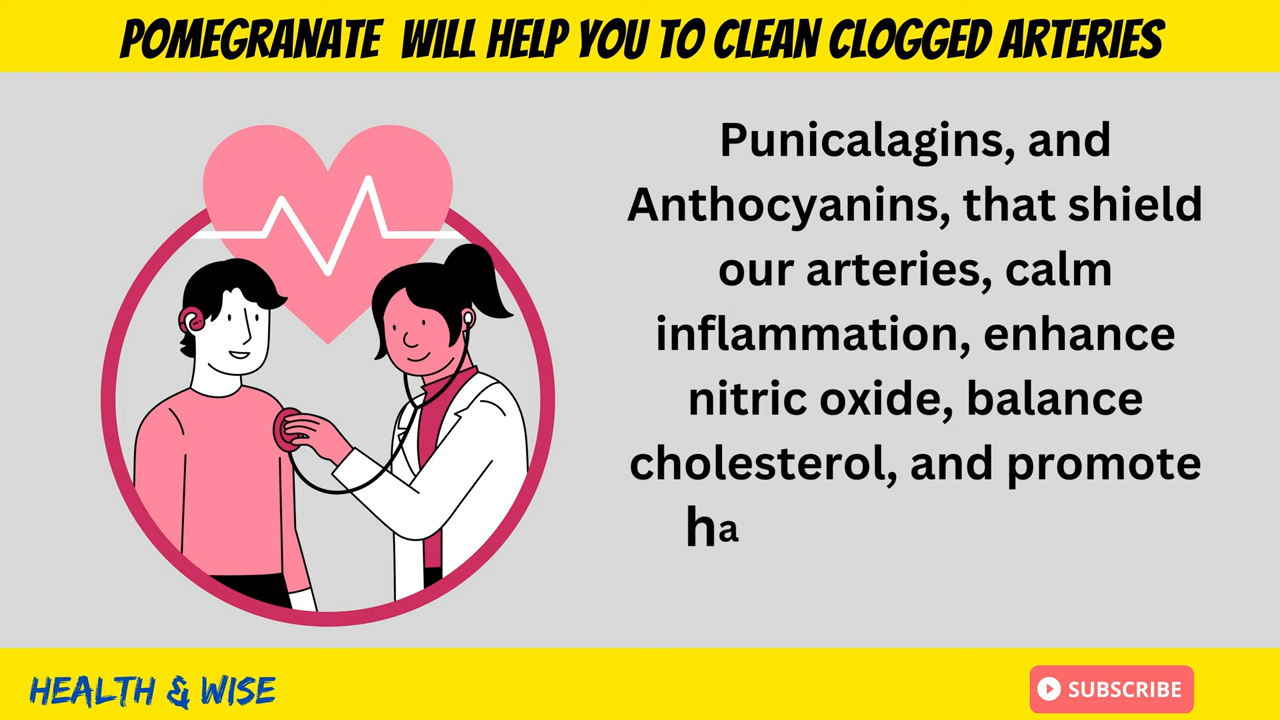 POMEGRANATE WILL HELP YOU TO CLEAN CLOGGED ARTERIES
Punicalagins, and
Anthocyanins, that shield
our arteries, calm
inflammation, enhance
nitric oxide, balance
cholesterol, and promote
ha
HEALTH & WISE
SUBSCRIBE